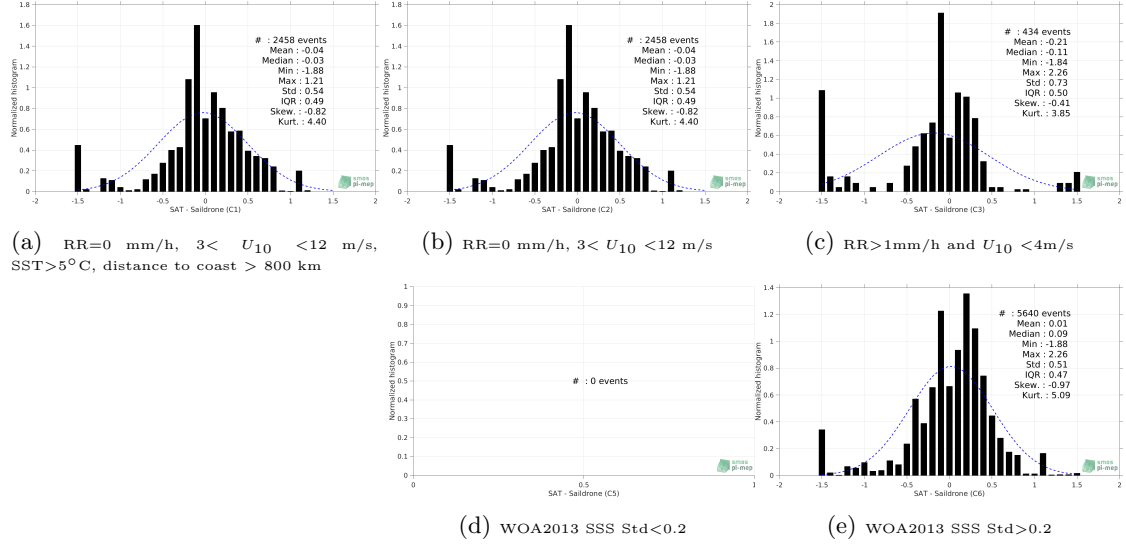 1.8
1.6
1.4
1.2
1
0.8
0.6
0.4
0.2
0
Normalized histogram
# : 2458 events
Mean : -0.04
Median : -0.03
Min : -1.88
Max : 1.21
Std : 0.54
IQR : 0.49
Skew. : -0.82
Kurt. : 4.40
smos
pi-mep
-2 -1.5 -1 -0.5 0 0.5 1 1.5 2
SAT - Saildrone (C1)
(a) RR=0 mm/h, 3< U10 <12 m/s,
SST>5°C, distance to coast > 800 km
1.8
1.6
1.4
1.2
1
0.8
0.6
0.4
0.2
0
Normalized histogram
# : 2458 events
Mean : -0.04
Median : -0.03
Min : -1.88
Max : 1.21
Std : 0.54
IQR : 0.49
Skew. : -0.82
Kurt. : 4.40
smos
pi-mep
-2 -1.5 -1 -0.5 0 0.5 1 1.5 2
SAT - Saildrone (C2)
(b) RR=0 mm/h, 3< U10 <12 m/s
2
1.8
1.6
1.4
1.2
1
0.8
0.6
0.4
0.2
0
Normalized histogram
# : 434 events
Mean : -0.21
Median : -0.11
Min : -1.84
Max : 2.26
Std : 0.73
IQR : 0.50
Skew. : -0.41
Kurt. : 3.85
smos
pi-mep
-2 -1.5 -1 -0.5 0 0.5 1 1.5 2
SAT - Saildrone (C3)
(c) RR>1mm/h and U10 <4m/s
1
0.9
0.8
0.7
0.6
0.5
0.4
0.3
0.2
0.1
0
Normalized histogram
# : 0 events
smos
pi-mep
0 0.5 1
SAT - Saildrone (C5)
(d) WOA2013 SSS Std<0.2
1.4
1.2
1
0.8
0.6
0.4
0.2
0
Normalized histogram
# : 5640 events
Mean : 0.01
Median : 0.09
Min : -1.88
Max : 2.26
Std : 0.51
IQR : 0.47
Skew. : -0.97
Kurt. : 5.09
smos
pi-mep
-2 -1.5 -1 -0.5 0 0.5 1 1.5 2
SAT - Saildrone (C6)
(e) WOA2013 SSS Std>0.2